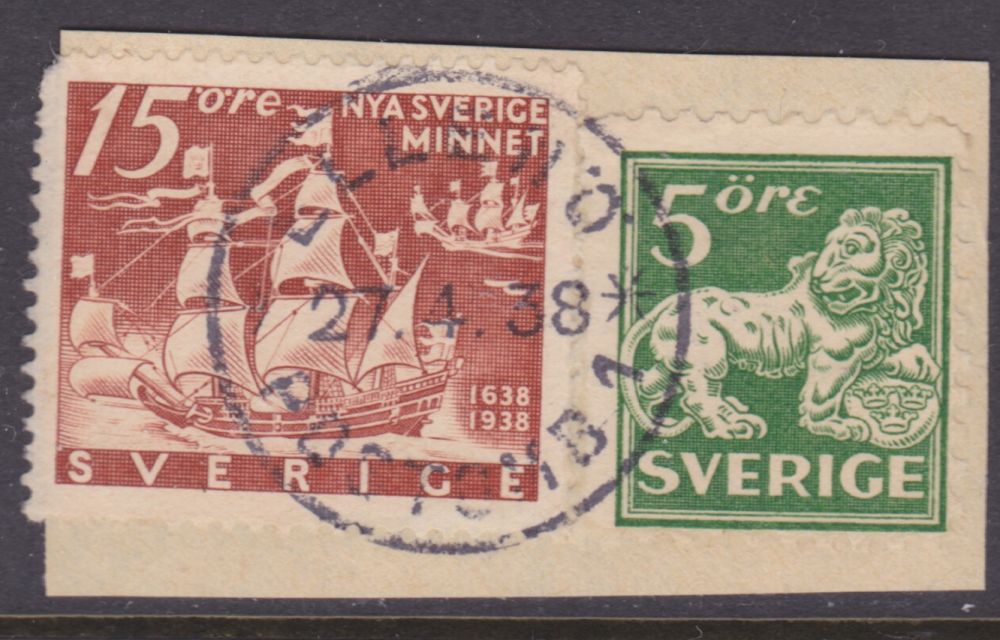 15 öre
NYA SVERIGE
MINNET
1638
1938
SVERIGE
5 öre
SVERIGE
27.4.38*